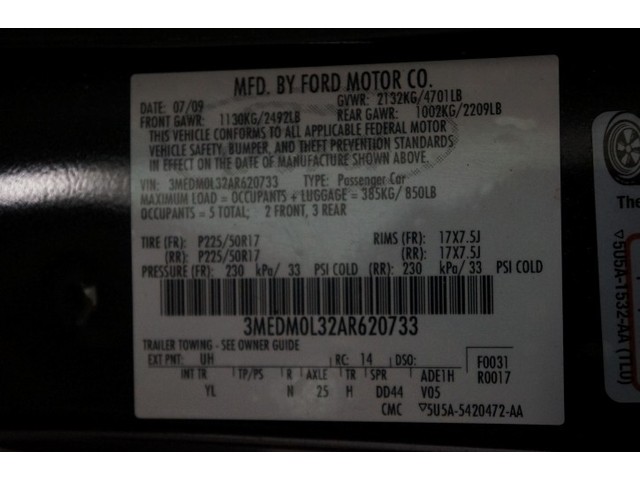 MFD. BY FORD MOTOR CO.
DATE: 07/09 GVWR: 2132KG/4701LB
FRONT GAWR: 1130KG/2492LB REAR GAWR: 1002KG/2209LB
THIS VEHICLE CONFORMS TO ALL APPLICABLE FEDERAL MOTOR
VEHICLE SAFETY, BUMPER, AND THEFT PREVENTION STANDARDS
IN EFFECT ON THE DATE OF MANUFACTURE SHOWN ABOVE.
VIN: 3MEDM0L32AR620733 TYPE: Passenger Car
MAXIMUM LOAD = OCCUPANTS + LUGGAGE = 385KG/850LB
OCCUPANTS = 5 TOTAL; 2 FRONT, 3 REAR
TIRE (FR): P225/50R17 RIMS (FR): 17X7.5J
(RR): P225/50R17 (RR): 17X7.5J
PRESSURE (FR): 230 kPa/ 33 PSI COLD (RR): 230 kPa/ 33 PSI COLD
3MEDM0L32AR620733
TRAILER TOWING - SEE OWNER GUIDE
EXT PNT: UH RC: 14 DSO: F0031
INT TR TP/PS R AXLE TR SPR ADE1H R0017
YL N 25 H DD44 V05
CMC ▽5U5A-5420472-AA
The
▽5U5A-1532-AA (TL0)